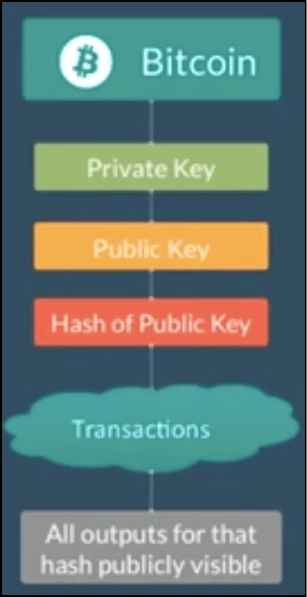 Bitcoin
Private Key
Public Key
Hash of Public Key
Transactions
All outputs for that
hash publicly visible